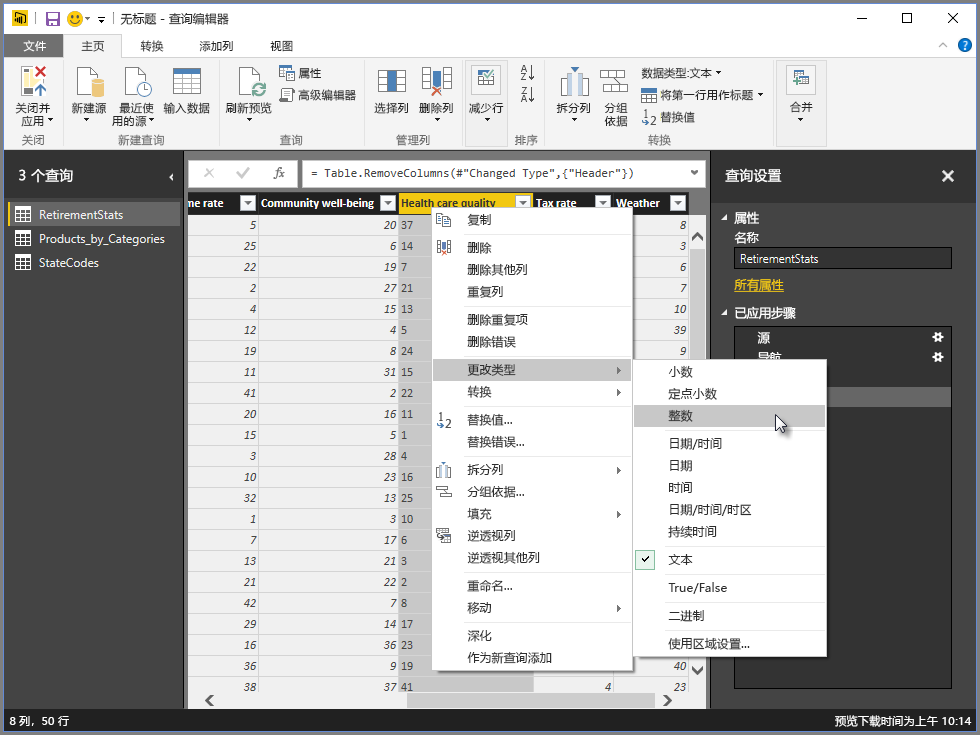 无标题 - 查询编辑器
文件 主页 转换 添加列 视图
关闭并应用 新建源 最近使用的源 输入数据 刷新预览 属性 高级编辑器 选择列 删除列 减少行 拆分列 分组依据 数据类型:文本 将第一行用作标题 替换值 合并
关闭 新建查询 查询 管理列 排序 转换
3 个查询
RetirementStats
Products_by_Categories
StateCodes
fx = Table.RemoveColumns(#"Changed Type",{"Header"})
me rate Community well-being Health care quality Tax rate Weather
5 20 37 8
25 6 14 3
22 19 7 6
2 27 21 7
4 15 13 10
12 4 5 39
19 8 24 9
11 31 15
41 2 22
20 16 11
15 5 1
3 28 4
10 23 16
32 13 25
1 3 10
7 17 6
13 21 3
21 22 2
42 7 8
29 14 17
16 36 23
36 9 19 40
38 37 41 4 23
复制
删除
删除其他列
重复列
删除重复项
删除错误
更改类型
转换
替换值...
替换错误...
拆分列
分组依据...
填充
逆透视列
逆透视其他列
重命名...
移动
深化
作为新查询添加
小数
定点小数
整数
日期/时间
日期
时间
日期/时间/时区
持续时间
文本
True/False
二进制
使用区域设置...
查询设置
属性
名称
RetirementStats
所有属性
已应用步骤
源
导航
8 列，50 行
预览下载时间为上午 10:14